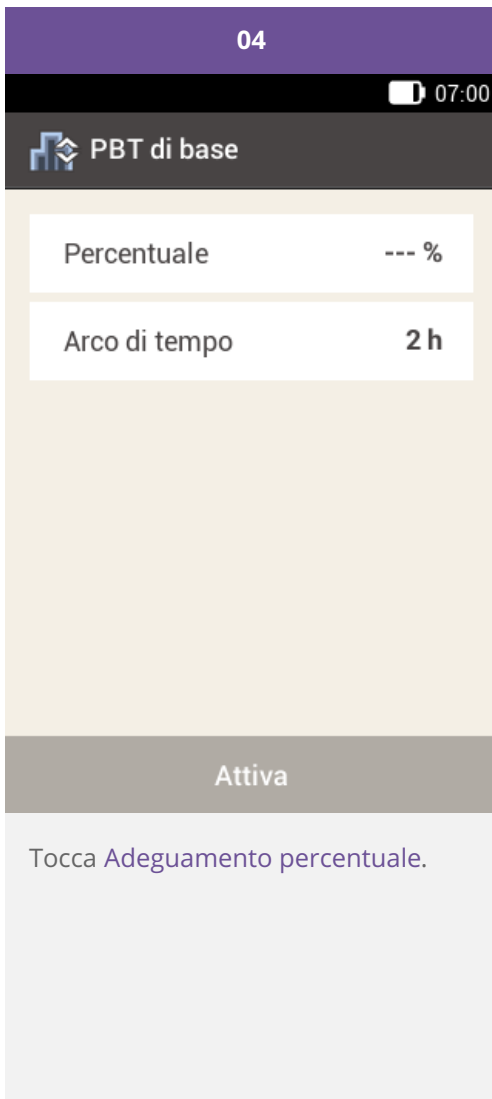 04
07:00
PBT di base
Percentuale --- %
Arco di tempo 2 h
Attiva
Tocca Adeguamento percentuale.